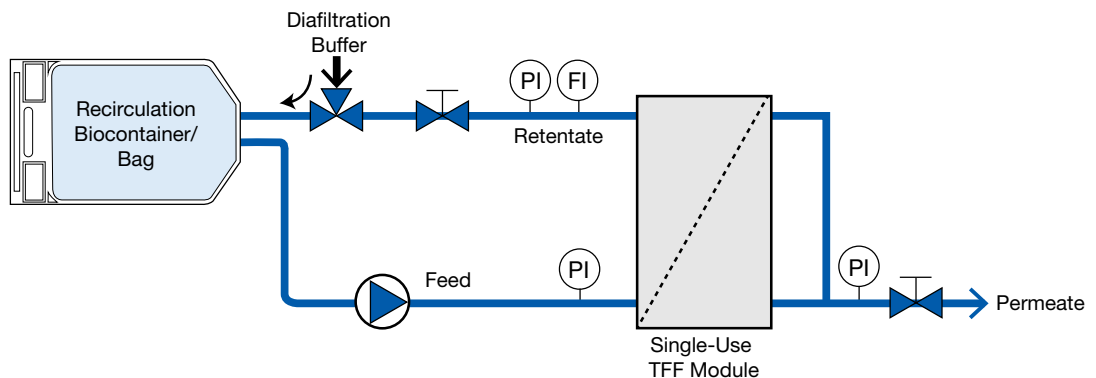 Diafiltration
Buffer
Recirculation
Biocontainer/
Bag
PI
FI
Retentate
PI
Feed
PI
Permeate
Single-Use
TFF Module